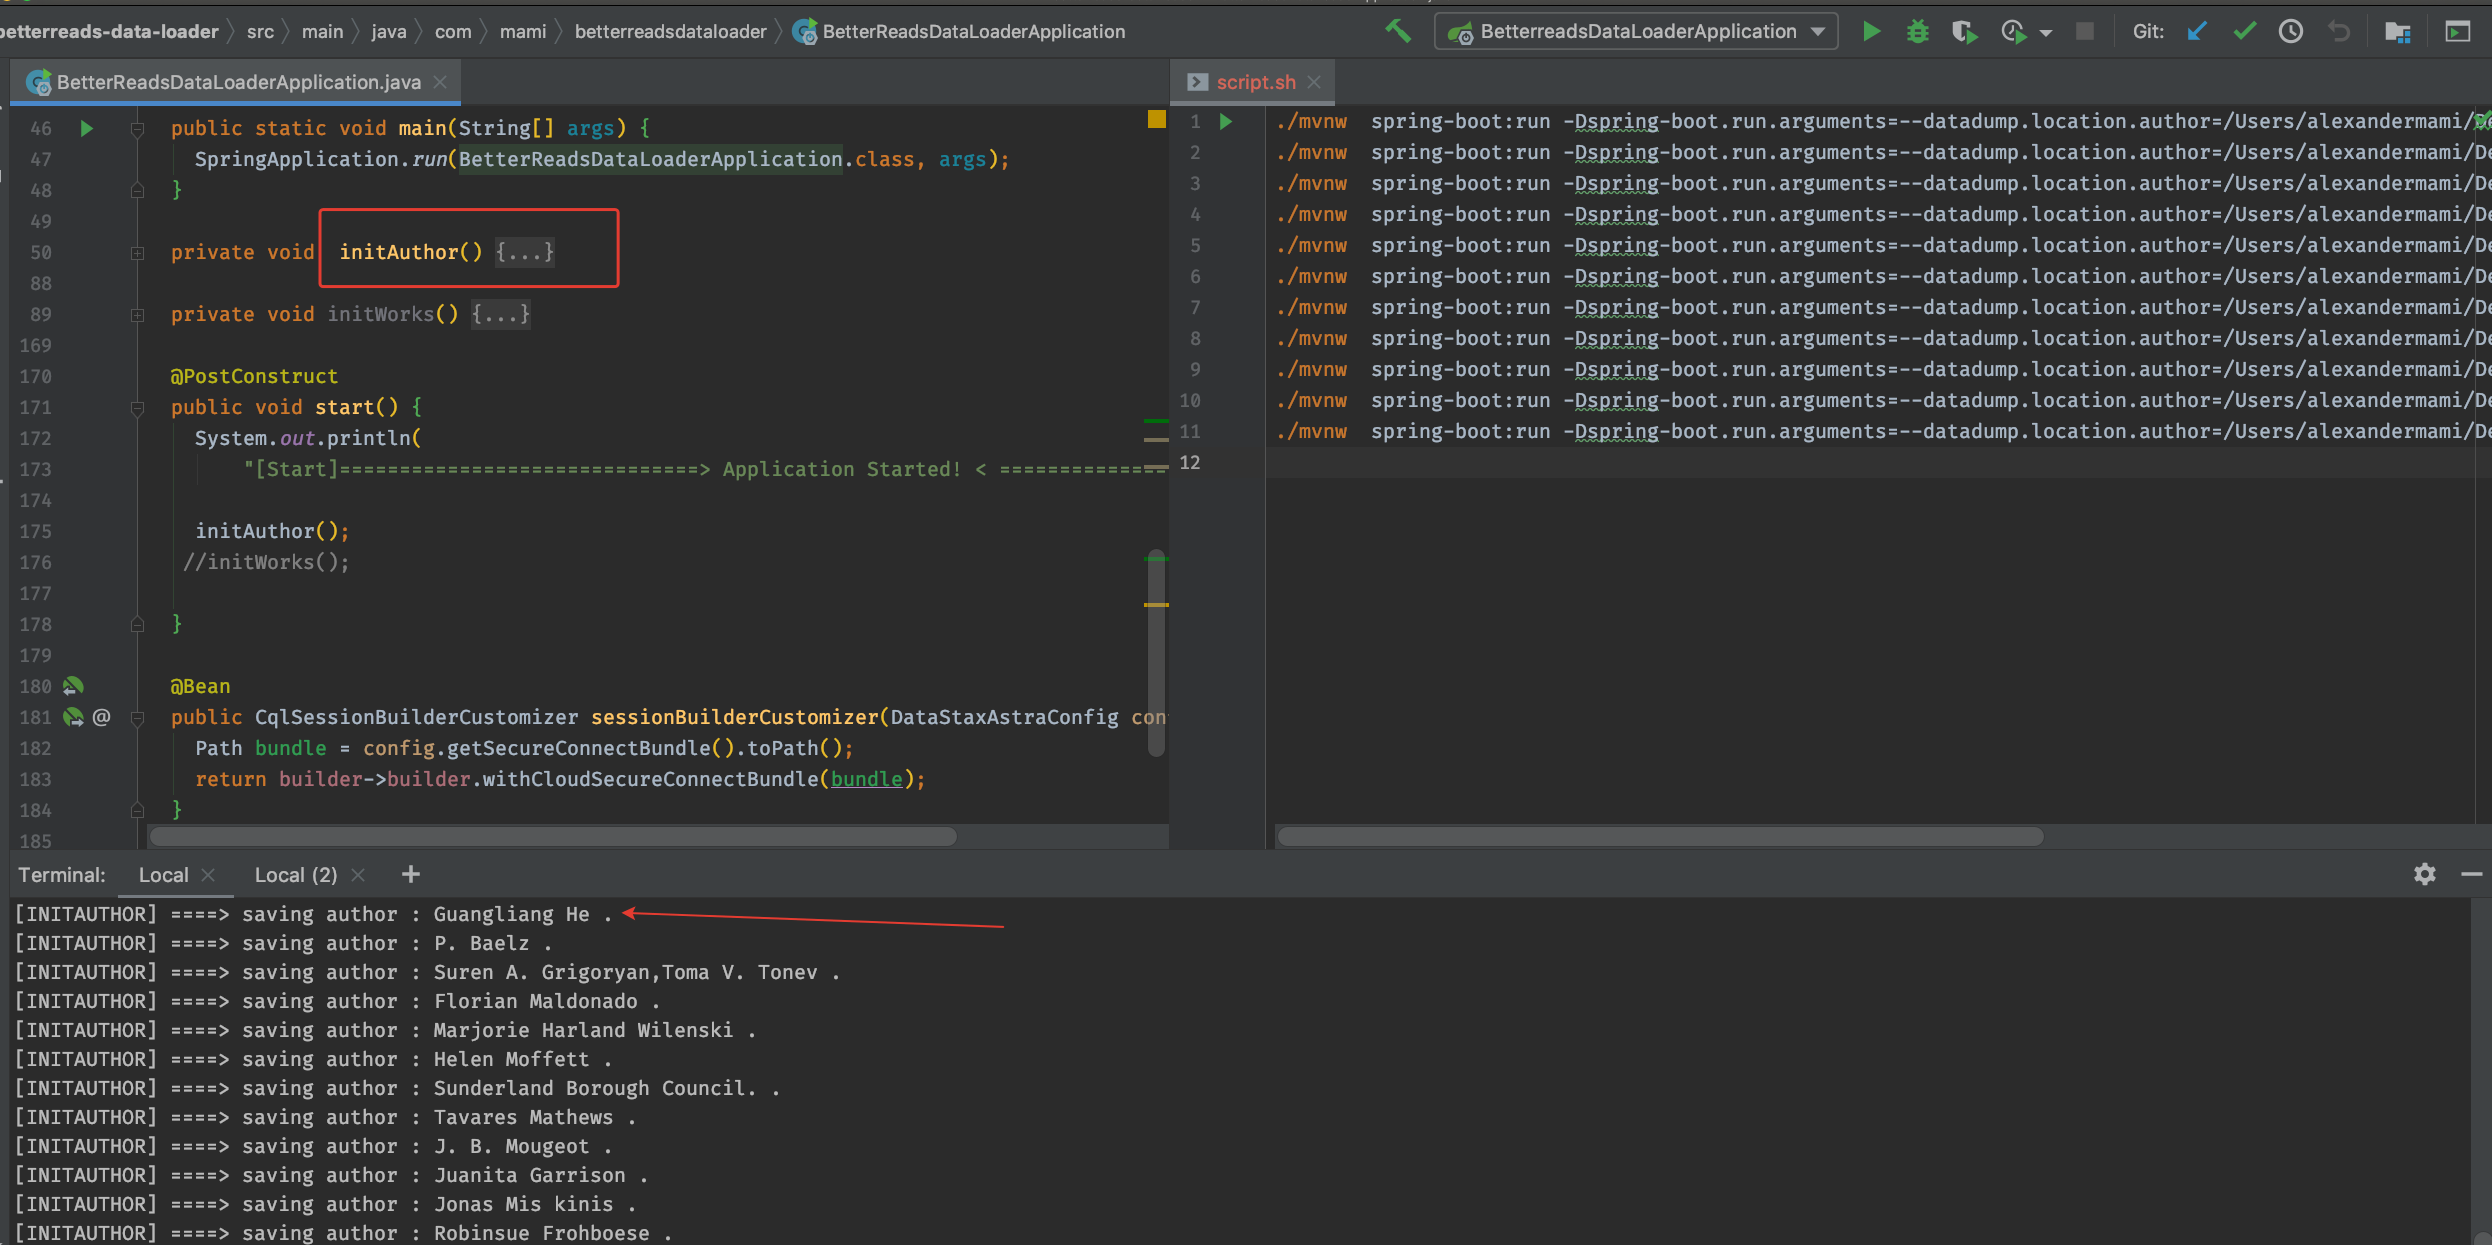 betterreads-data-loader src main java com mami betterreadsdataloader BetterReadsDataLoaderApplication BetterreadsDataLoaderApplication Git:
BetterReadsDataLoaderApplication.java
46 public static void main(String[] args) {
47 SpringApplication.run(BetterReadsDataLoaderApplication.class, args);
48 }
49
50 private void initAuthor() {...}
88
89 private void initWorks() {...}
169
170 @PostConstruct
171 public void start() {
172 System.out.println(
173 "[Start]==============================> Application Started! < ==============
174
175 initAuthor();
176 //initWorks();
177
178 }
179
180 @Bean
181 @ public CqlSessionBuilderCustomizer sessionBuilderCustomizer(DataStaxAstraConfig con
182 Path bundle = config.getSecureConnectBundle().toPath();
183 return builder->builder.withCloudSecureConnectBundle(bundle);
184 }
185
script.sh
1 ./mvnw spring-boot:run -Dspring-boot.run.arguments=--datadump.location.author=/Users/alexandermami/De
2 ./mvnw spring-boot:run -Dspring-boot.run.arguments=--datadump.location.author=/Users/alexandermami/De
3 ./mvnw spring-boot:run -Dspring-boot.run.arguments=--datadump.location.author=/Users/alexandermami/De
4 ./mvnw spring-boot:run -Dspring-boot.run.arguments=--datadump.location.author=/Users/alexandermami/De
5 ./mvnw spring-boot:run -Dspring-boot.run.arguments=--datadump.location.author=/Users/alexandermami/De
6 ./mvnw spring-boot:run -Dspring-boot.run.arguments=--datadump.location.author=/Users/alexandermami/De
7 ./mvnw spring-boot:run -Dspring-boot.run.arguments=--datadump.location.author=/Users/alexandermami/De
8 ./mvnw spring-boot:run -Dspring-boot.run.arguments=--datadump.location.author=/Users/alexandermami/De
9 ./mvnw spring-boot:run -Dspring-boot.run.arguments=--datadump.location.author=/Users/alexandermami/De
10 ./mvnw spring-boot:run -Dspring-boot.run.arguments=--datadump.location.author=/Users/alexandermami/De
11 ./mvnw spring-boot:run -Dspring-boot.run.arguments=--datadump.location.author=/Users/alexandermami/De
12
Terminal: Local Local (2)
[INITAUTHOR] ====> saving author : Guangliang He .
[INITAUTHOR] ====> saving author : P. Baelz .
[INITAUTHOR] ====> saving author : Suren A. Grigoryan,Toma V. Tonev .
[INITAUTHOR] ====> saving author : Florian Maldonado .
[INITAUTHOR] ====> saving author : Marjorie Harland Wilenski .
[INITAUTHOR] ====> saving author : Helen Moffett .
[INITAUTHOR] ====> saving author : Sunderland Borough Council. .
[INITAUTHOR] ====> saving author : Tavares Mathews .
[INITAUTHOR] ====> saving author : J. B. Mougeot .
[INITAUTHOR] ====> saving author : Juanita Garrison .
[INITAUTHOR] ====> saving author : Jonas Mis kinis .
[INITAUTHOR] ====> saving author : Robinsue Frohboese .